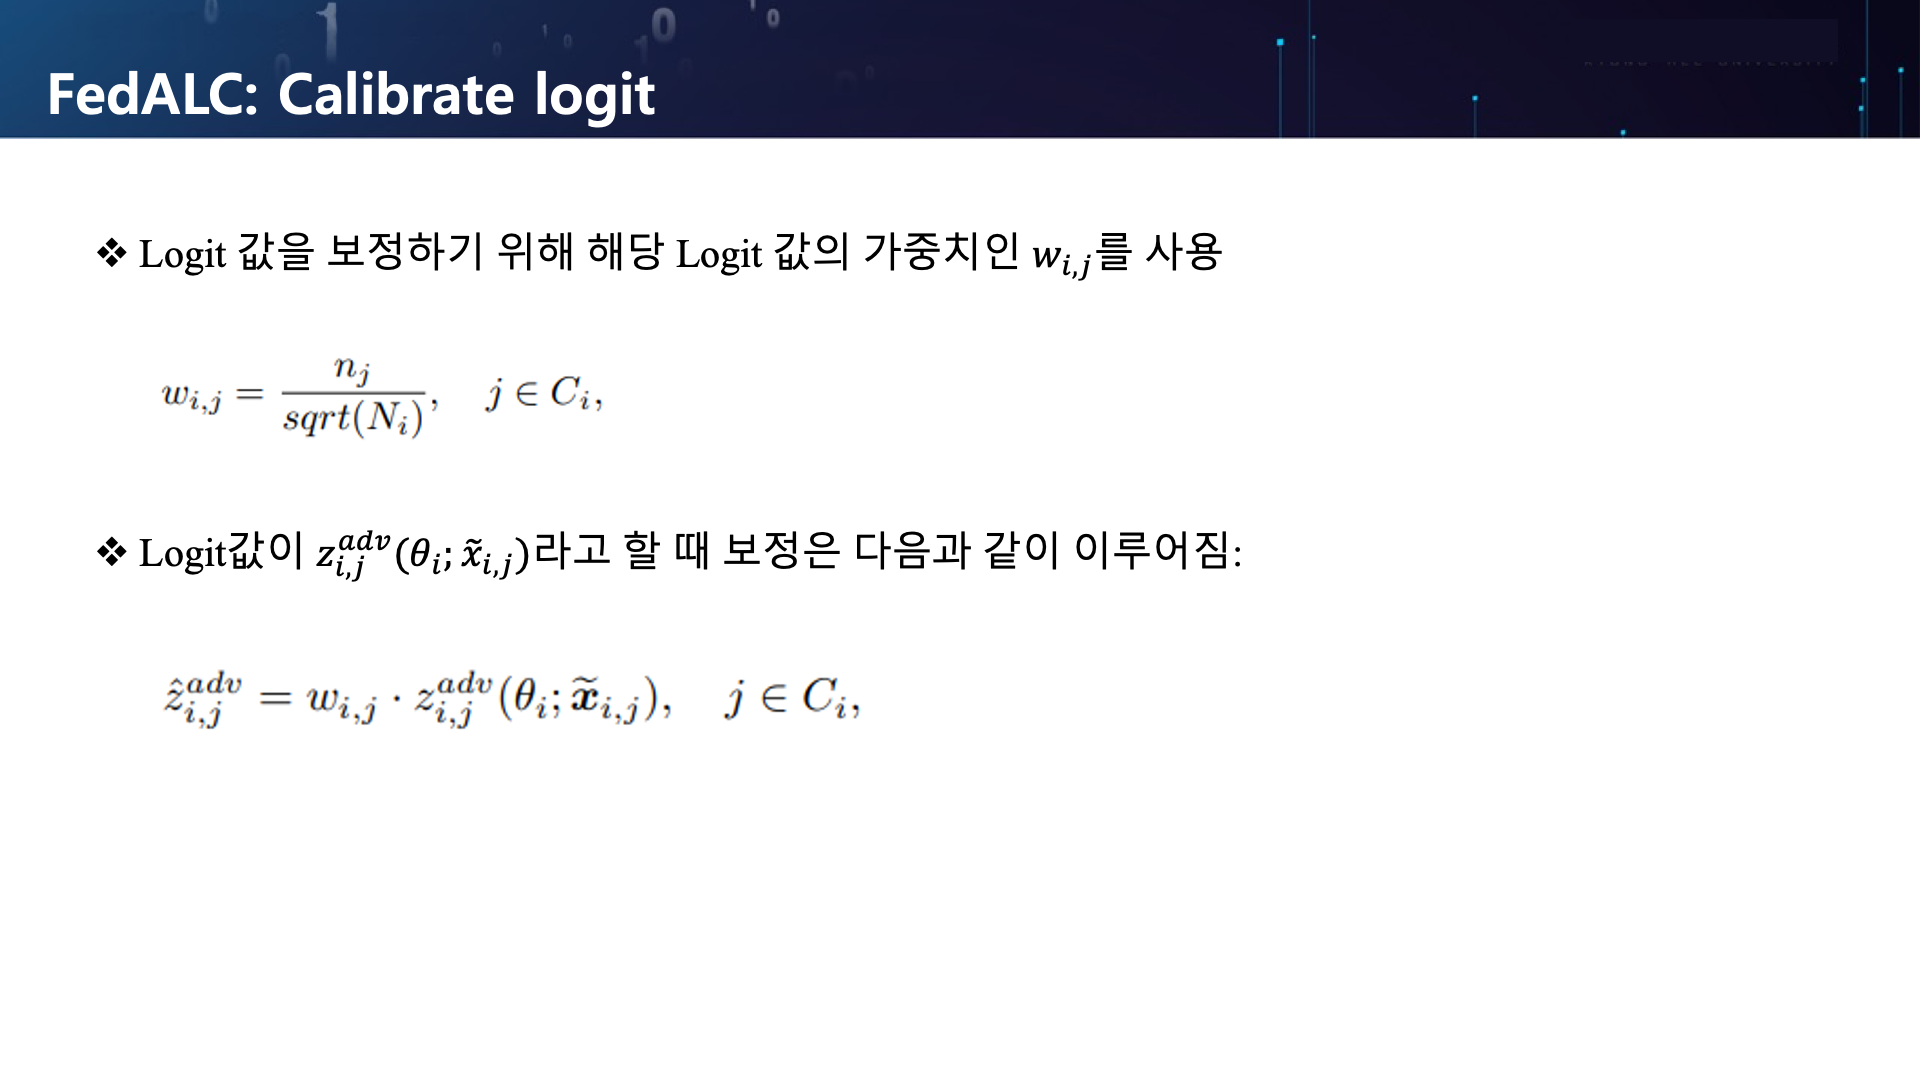 FedALC: Calibrate logit
❖ Logit 값을 보정하기 위해 해당 Logit 값의 가중치인 $w_{i,j}$를 사용
$w_{i,j} = \frac{n_j}{sqrt(N_i)}, \quad j \in C_i,$
❖ Logit값이 $z_{i,j}^{adv}(\theta_i; \tilde{x}_{i,j})$라고 할 때 보정은 다음과 같이 이루어짐:
$\hat{z}_{i,j}^{adv} = w_{i,j} \cdot z_{i,j}^{adv}(\theta_i; \widetilde{\boldsymbol{x}}_{i,j}), \quad j \in C_i,$